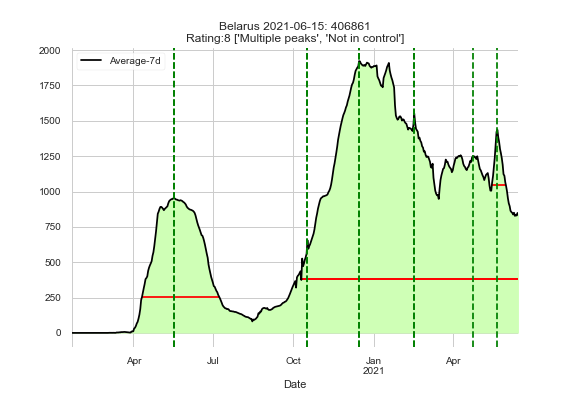 Belarus 2021-06-15: 406861
Rating:8 ['Multiple peaks', 'Not in control']
2000
Average-7d
1750
1500
1250
1000
750
500
250
0
Apr Jul Oct Jan Apr
2021
Date